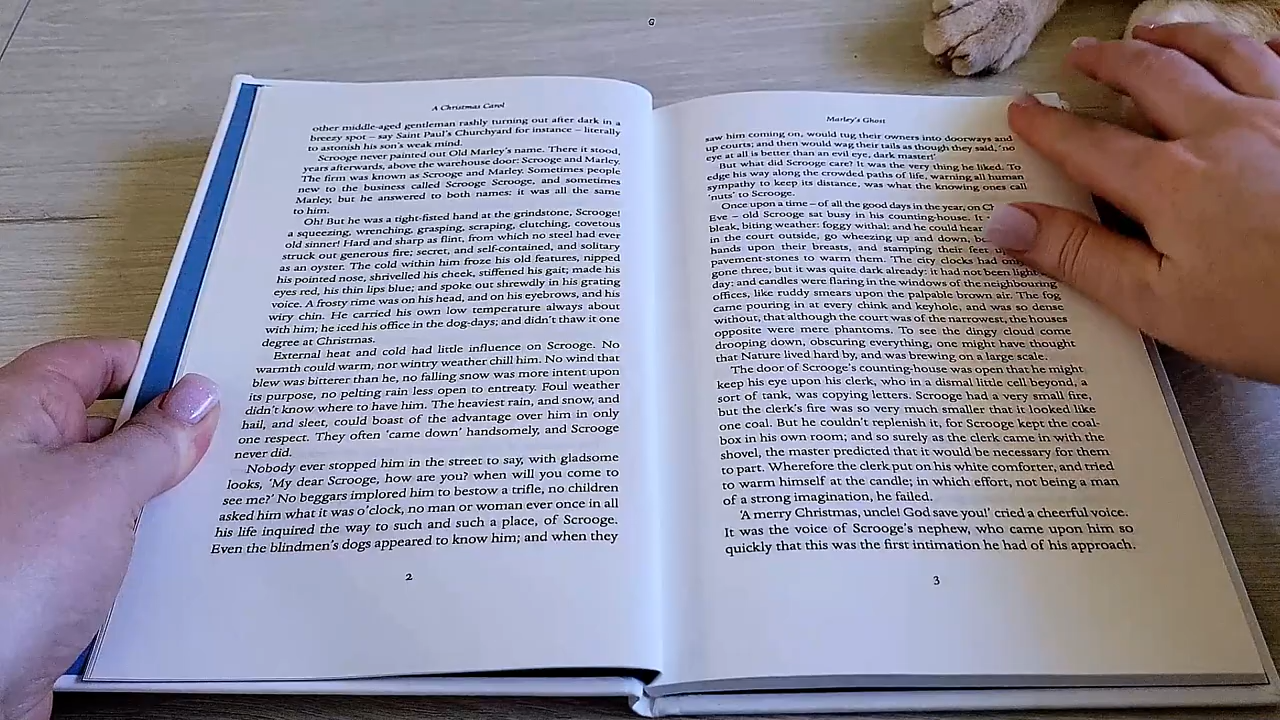 G
A Christmas Carol
other middle-aged gentleman rashly turning out after dark in a
breezy spot – say Saint Paul's Churchyard for instance – literally
to astonish his son's weak mind.
Scrooge never painted out Old Marley's name. There it stood,
years afterwards, above the warehouse door: Scrooge and Marley.
The firm was known as Scrooge and Marley. Sometimes people
new to the business called Scrooge Scrooge, and sometimes
Marley, but he answered to both names: it was all the same
to him.
Oh! But he was a tight-fisted hand at the grindstone, Scrooge!
a squeezing, wrenching, grasping, scraping, clutching, covetous
old sinner! Hard and sharp as flint, from which no steel had ever
struck out generous fire; secret, and self-contained, and solitary
as an oyster. The cold within him froze his old features, nipped
his pointed nose, shrivelled his cheek, stiffened his gait; made his
eyes red, his thin lips blue; and spoke out shrewdly in his grating
voice. A frosty rime was on his head, and on his eyebrows, and his
wiry chin. He carried his own low temperature always about
with him; he iced his office in the dog-days; and didn't thaw it one
degree at Christmas.
External heat and cold had little influence on Scrooge. No
warmth could warm, nor wintry weather chill him. No wind that
blew was bitterer than he, no falling snow was more intent upon
its purpose, no pelting rain less open to entreaty. Foul weather
didn't know where to have him. The heaviest rain, and snow, and
hail, and sleet, could boast of the advantage over him in only
one respect. They often 'came down' handsomely, and Scrooge
never did.
Nobody ever stopped him in the street to say, with gladsome
looks, 'My dear Scrooge, how are you? when will you come to
see me?' No beggars implored him to bestow a trifle, no children
asked him what it was o'clock, no man or woman ever once in all
his life inquired the way to such and such a place, of Scrooge.
Even the blindmen's dogs appeared to know him; and when they
2
Marley's Ghost
saw him coming on, would tug their owners into doorways and
up courts; and then would wag their tails as though they said, 'no
eye at all is better than an evil eye, dark master!'
But what did Scrooge care? It was the very thing he liked. To
edge his way along the crowded paths of life, warning all human
sympathy to keep its distance, was what the knowing ones call
'nuts' to Scrooge.
Once upon a time – of all the good days in the year, on Ch
Eve – old Scrooge sat busy in his counting-house. It
bleak, biting weather: foggy withal: and he could hear
in the court outside, go wheezing up and down,
hands upon their breasts, and stamping their feet
pavement-stones to warm them. The city clocks had only
gone three, but it was quite dark already: it had not been light
day: and candles were flaring in the windows of the neighbouring
offices, like ruddy smears upon the palpable brown air. The fog
came pouring in at every chink and keyhole, and was so dense
without, that although the court was of the narrowest, the houses
opposite were mere phantoms. To see the dingy cloud come
drooping down, obscuring everything, one might have thought
that Nature lived hard by, and was brewing on a large scale.
The door of Scrooge's counting-house was open that he might
keep his eye upon his clerk, who in a dismal little cell beyond, a
sort of tank, was copying letters. Scrooge had a very small fire,
but the clerk's fire was so very much smaller that it looked like
one coal. But he couldn't replenish it, for Scrooge kept the coal-
box in his own room; and so surely as the clerk came in with the
shovel, the master predicted that it would be necessary for them
to part. Wherefore the clerk put on his white comforter, and tried
to warm himself at the candle; in which effort, not being a man
of a strong imagination, he failed.
'A merry Christmas, uncle! God save you!' cried a cheerful voice.
It was the voice of Scrooge's nephew, who came upon him so
quickly that this was the first intimation he had of his approach.
3